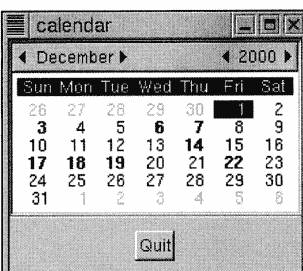 calendar
December 2000
Sun Mon Tue Wed Thu Fri Sat
26 27 28 29 30 1 2
3 4 5 6 7 8 9
10 11 12 13 14 15 16
17 18 19 20 21 22 23
24 25 26 27 28 29 30
31 1 2 3 4 5 6
Quit